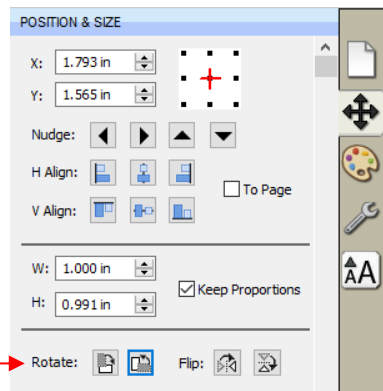 POSITION & SIZE
X: 1.793 in
Y: 1.565 in
Nudge:
H Align:
To Page
V Align:
W: 1.000 in
Keep Proportions
H: 0.991 in
Rotate: Flip:
AA